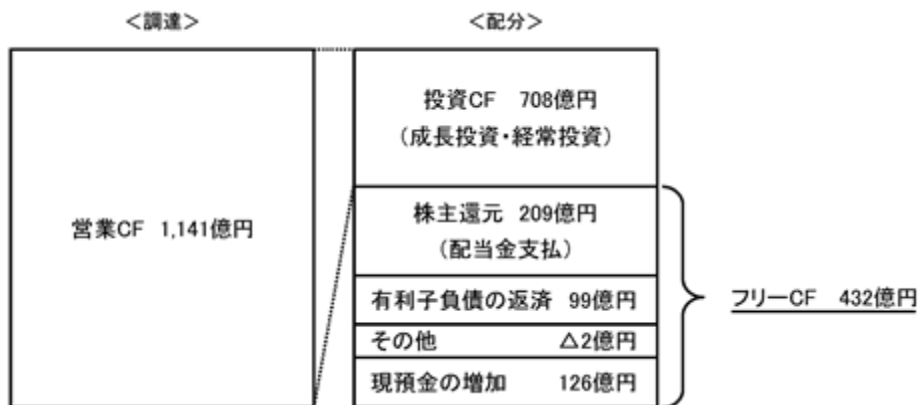 ＜調達＞
＜配分＞
営業CF 1,141億円
投資CF 708億円
（成長投資・経常投資）
株主還元 209億円
（配当金支払）
有利子負債の返済 99億円
その他 △2億円
現預金の増加 126億円
フリーCF 432億円